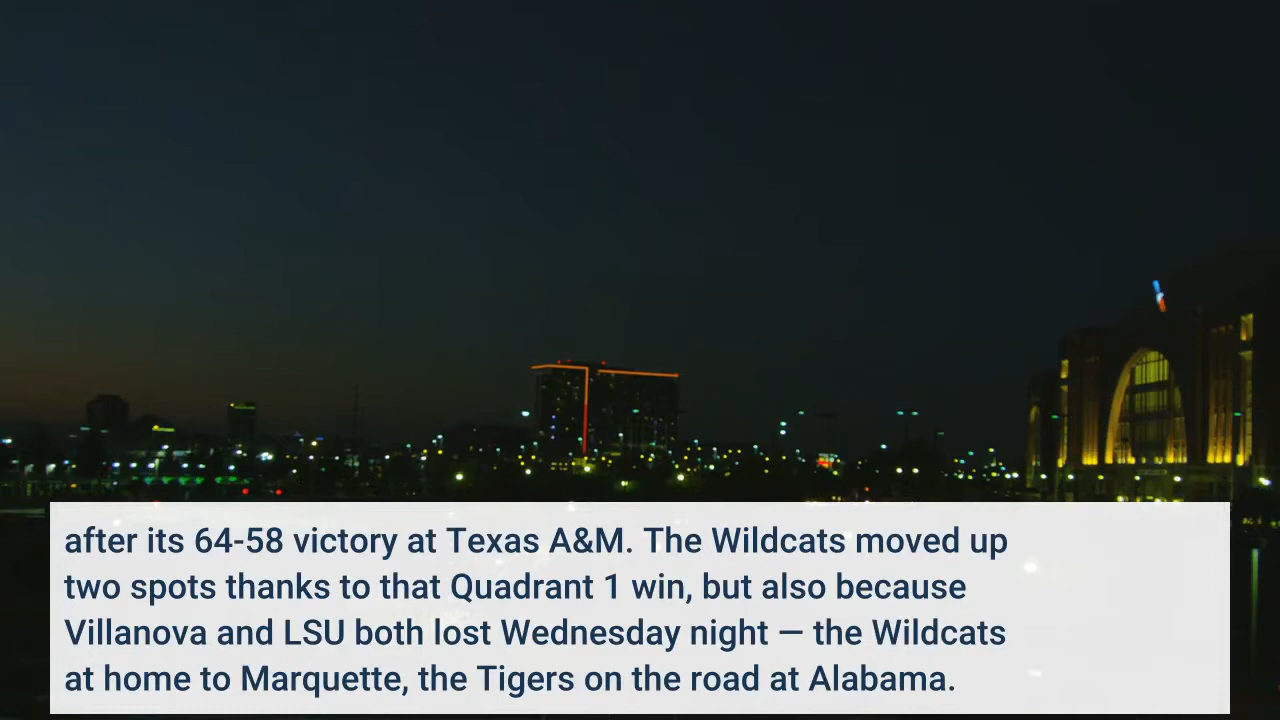 after its 64-58 victory at Texas A&M. The Wildcats moved up
two spots thanks to that Quadrant 1 win, but also because
Villanova and LSU both lost Wednesday night — the Wildcats
at home to Marquette, the Tigers on the road at Alabama.